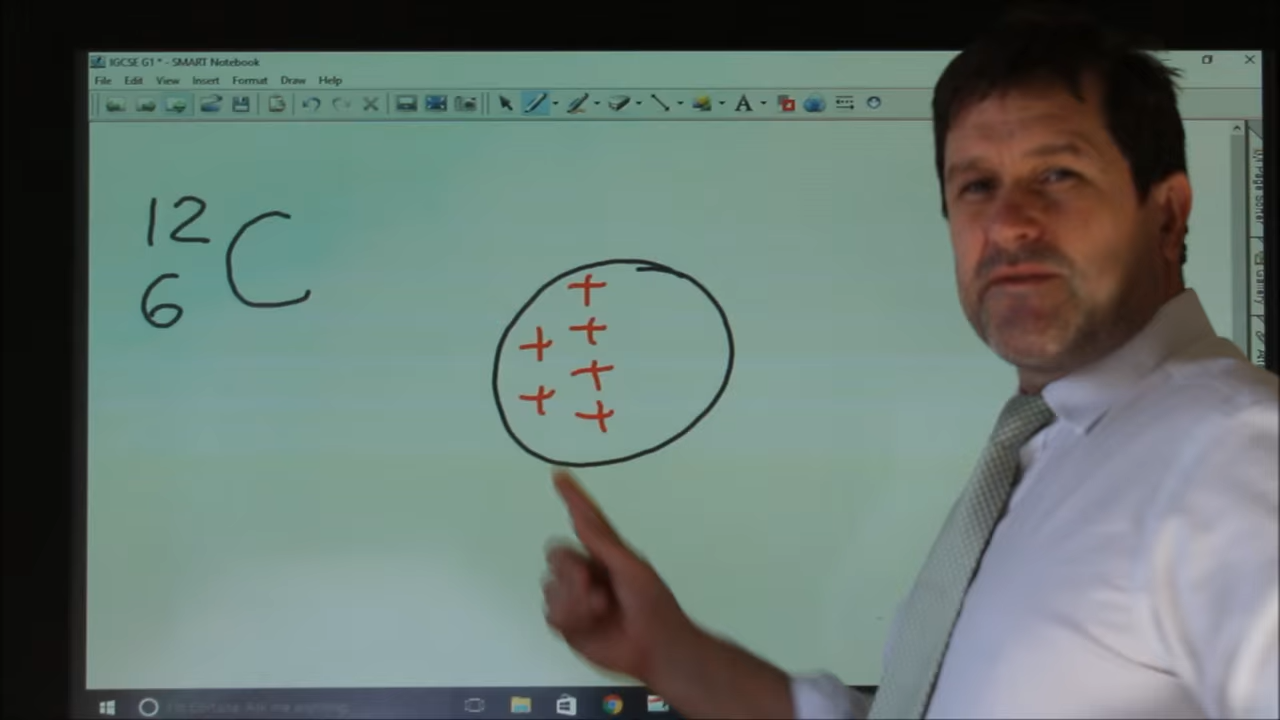 IGCSE G1 * - SMART Notebook
File Edit View Insert Format Draw Help
12
6 C
+
+
+
+
+
+